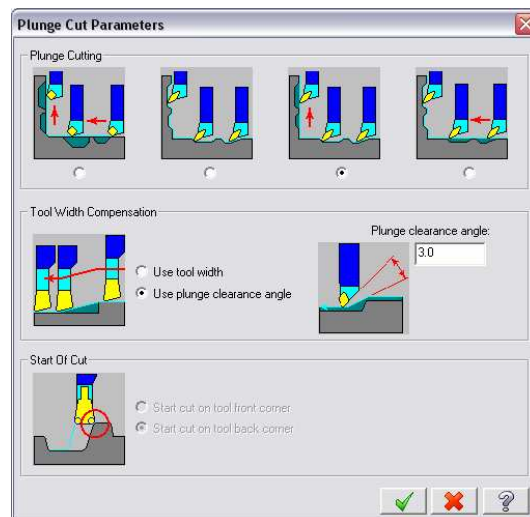 Plunge Cut Parameters
Plunge Cutting
Tool Width Compensation
Use tool width
Use plunge clearance angle
Plunge clearance angle:
3.0
Start Of Cut
Start cut on tool front corner
Start cut on tool back corner